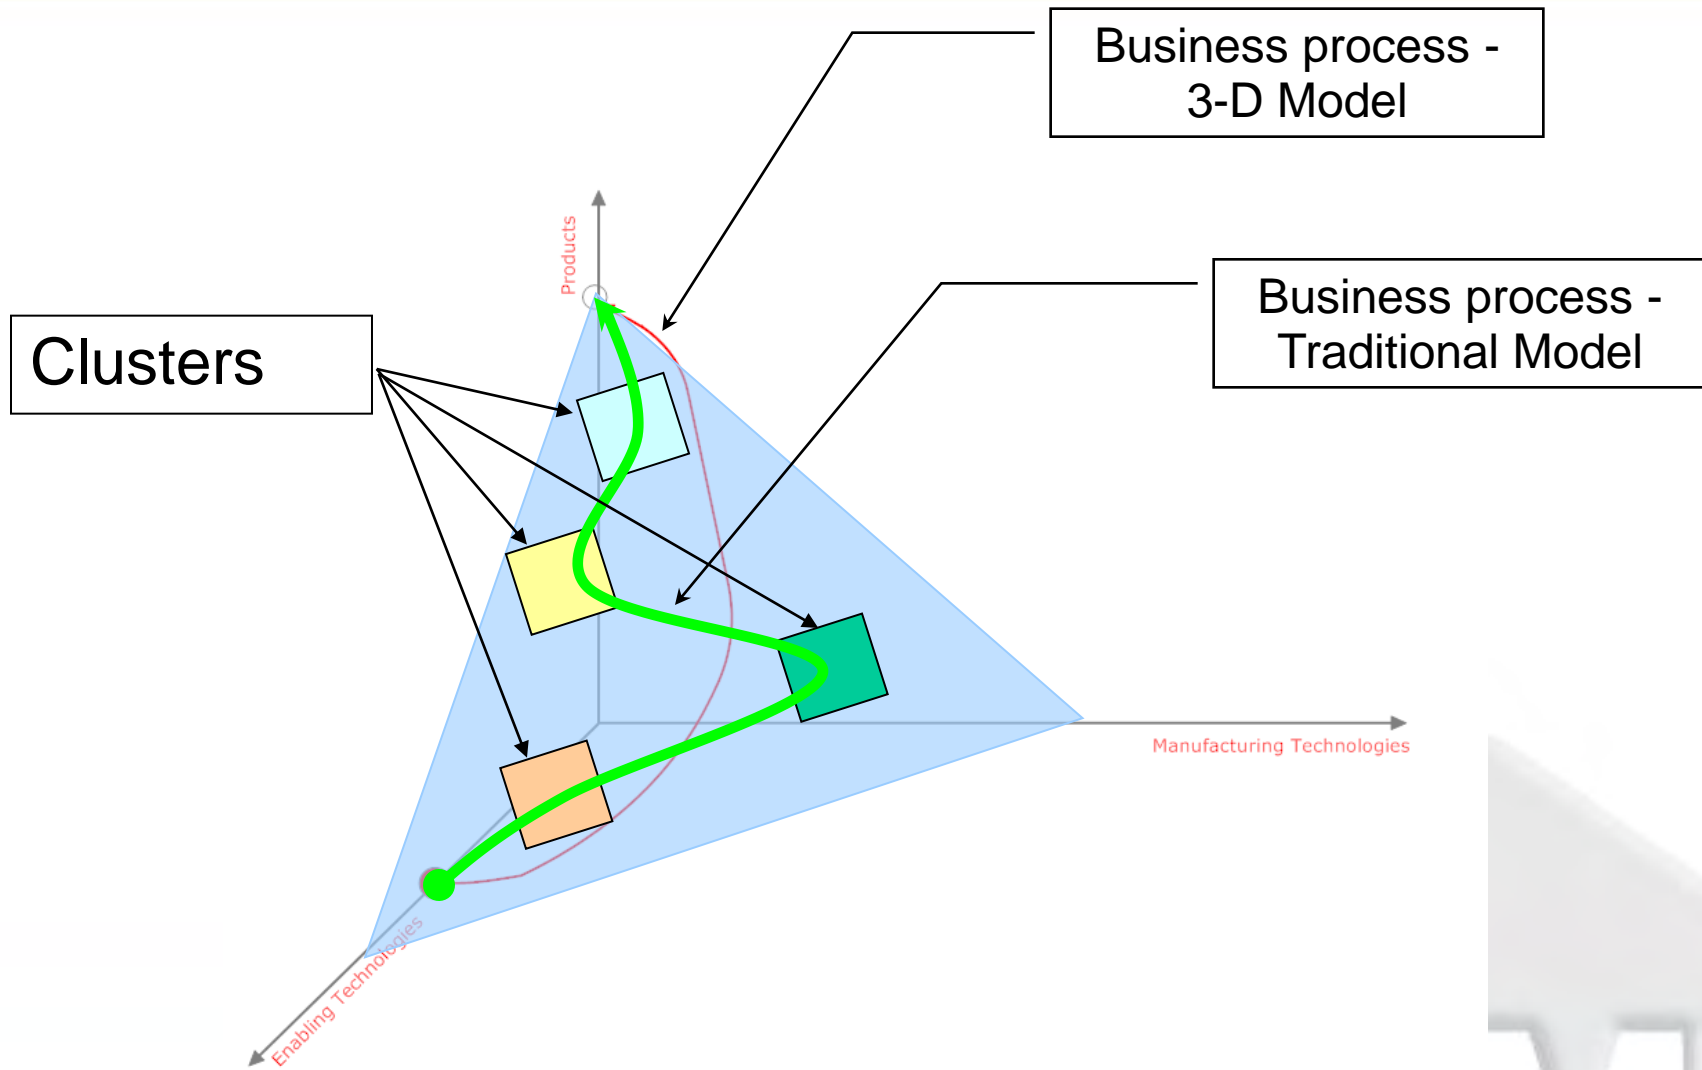 Business process -
3-D Model
Products
Business process -
Traditional Model
Clusters
Manufacturing Technologies
Enabling Technologies